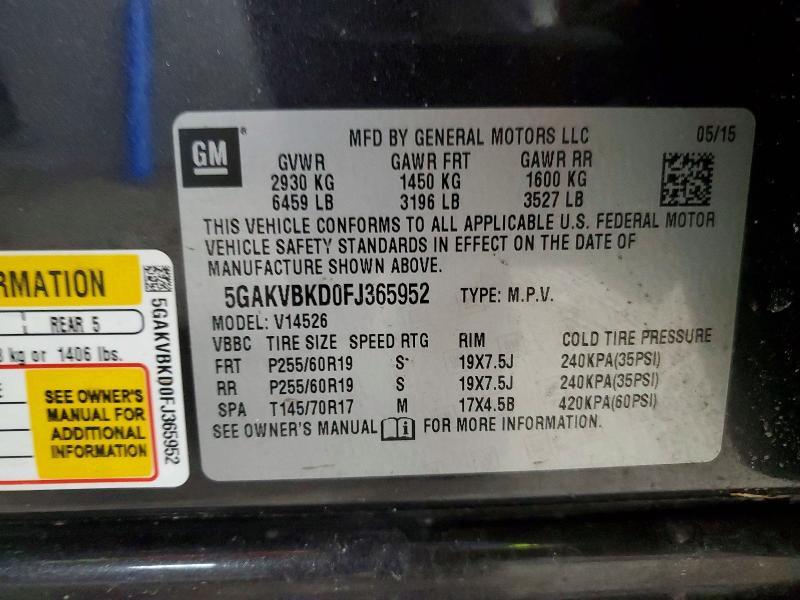 GM
MFD BY GENERAL MOTORS LLC 05/15
GVWR GAWR FRT GAWR RR
2930 KG 1450 KG 1600 KG
6459 LB 3196 LB 3527 LB
THIS VEHICLE CONFORMS TO ALL APPLICABLE U.S. FEDERAL MOTOR
VEHICLE SAFETY STANDARDS IN EFFECT ON THE DATE OF
MANUFACTURE SHOWN ABOVE.
5GAKVBKD0FJ365952 TYPE: M.P.V.
MODEL: V14526
VBBC TIRE SIZE SPEED RTG RIM COLD TIRE PRESSURE
FRT P255/60R19 S 19X7.5J 240KPA(35PSI)
RR P255/60R19 S 19X7.5J 240KPA(35PSI)
SPA T145/70R17 M 17X4.5B 420KPA(60PSI)
SEE OWNER'S MANUAL FOR MORE INFORMATION.
REAR 5
kg or 1406 lbs.
SEE OWNER'S
MANUAL FOR
ADDITIONAL
INFORMATION
5GAKVBKD0FJ365952